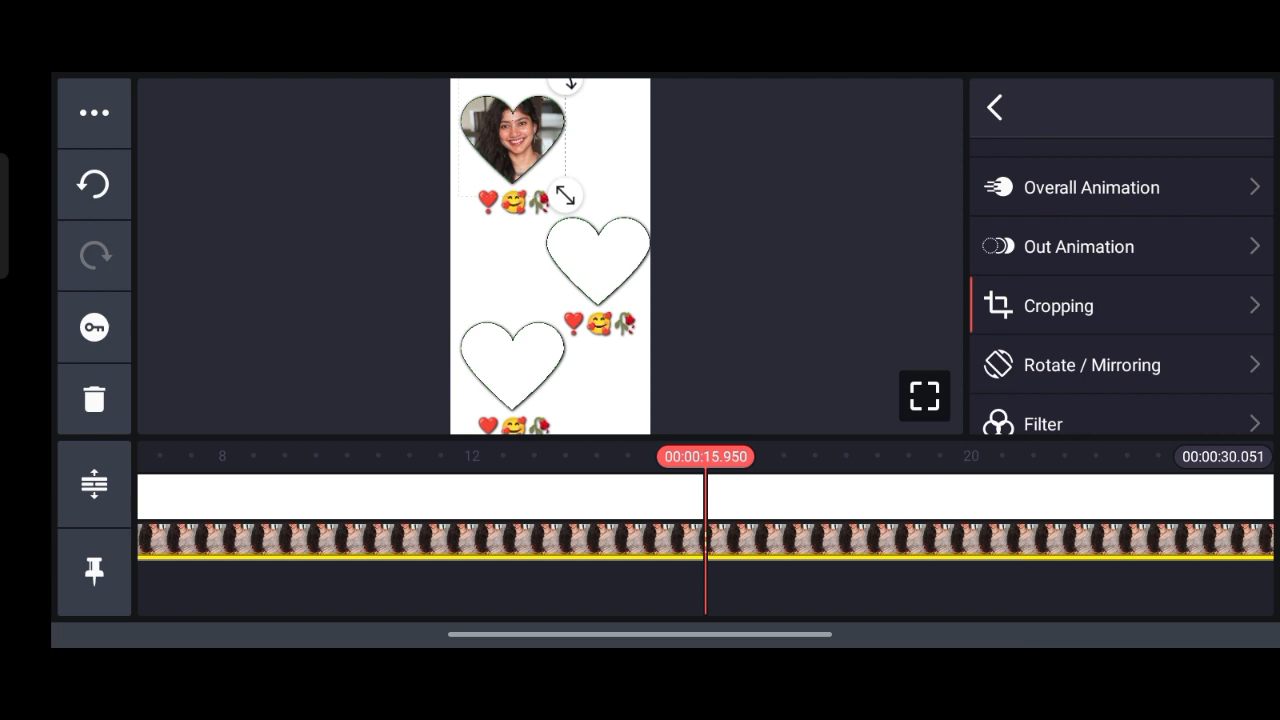 Overall Animation
Out Animation
Cropping
Rotate / Mirroring
Filter
8
12
00:00:15.950
20
00:00:30.051